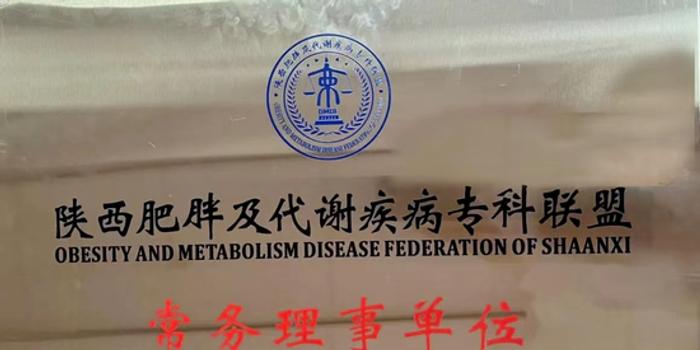 陕西肥胖及代谢疾病专科联盟
OBESITY AND METABOLISM DISEASE FEDERATION OF SHAANXI
常务理事单位